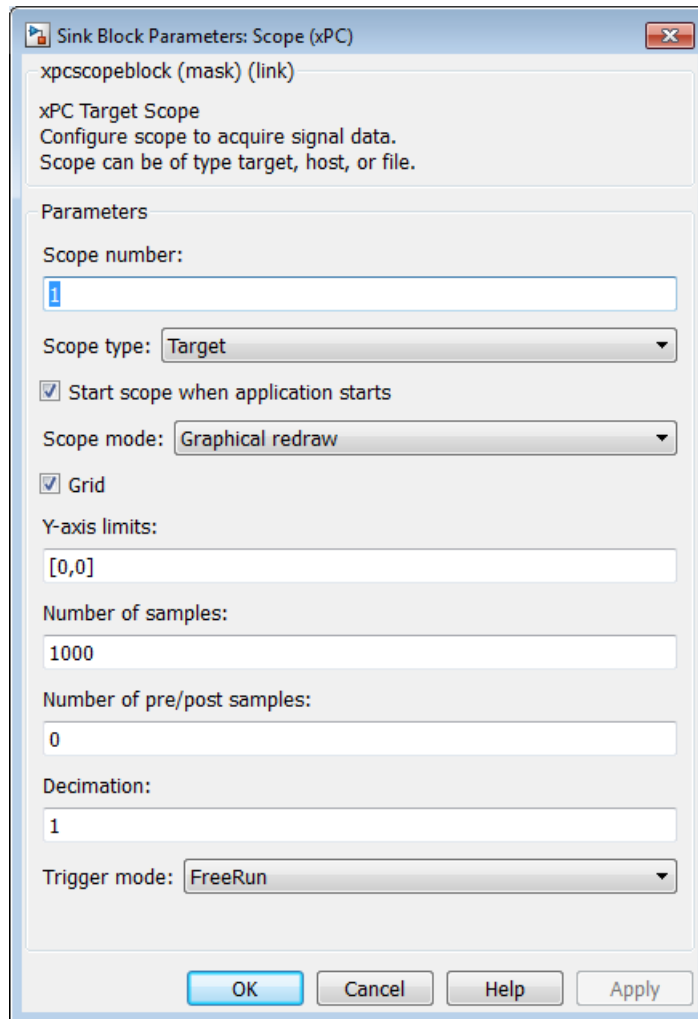 Sink Block Parameters: Scope (xPC)
xpcscopeblock (mask) (link)
xPC Target Scope
Configure scope to acquire signal data.
Scope can be of type target, host, or file.
Parameters
Scope number:
1
Scope type: Target
Start scope when application starts
Scope mode: Graphical redraw
Grid
Y-axis limits:
[0,0]
Number of samples:
1000
Number of pre/post samples:
0
Decimation:
1
Trigger mode: FreeRun
OK Cancel Help Apply